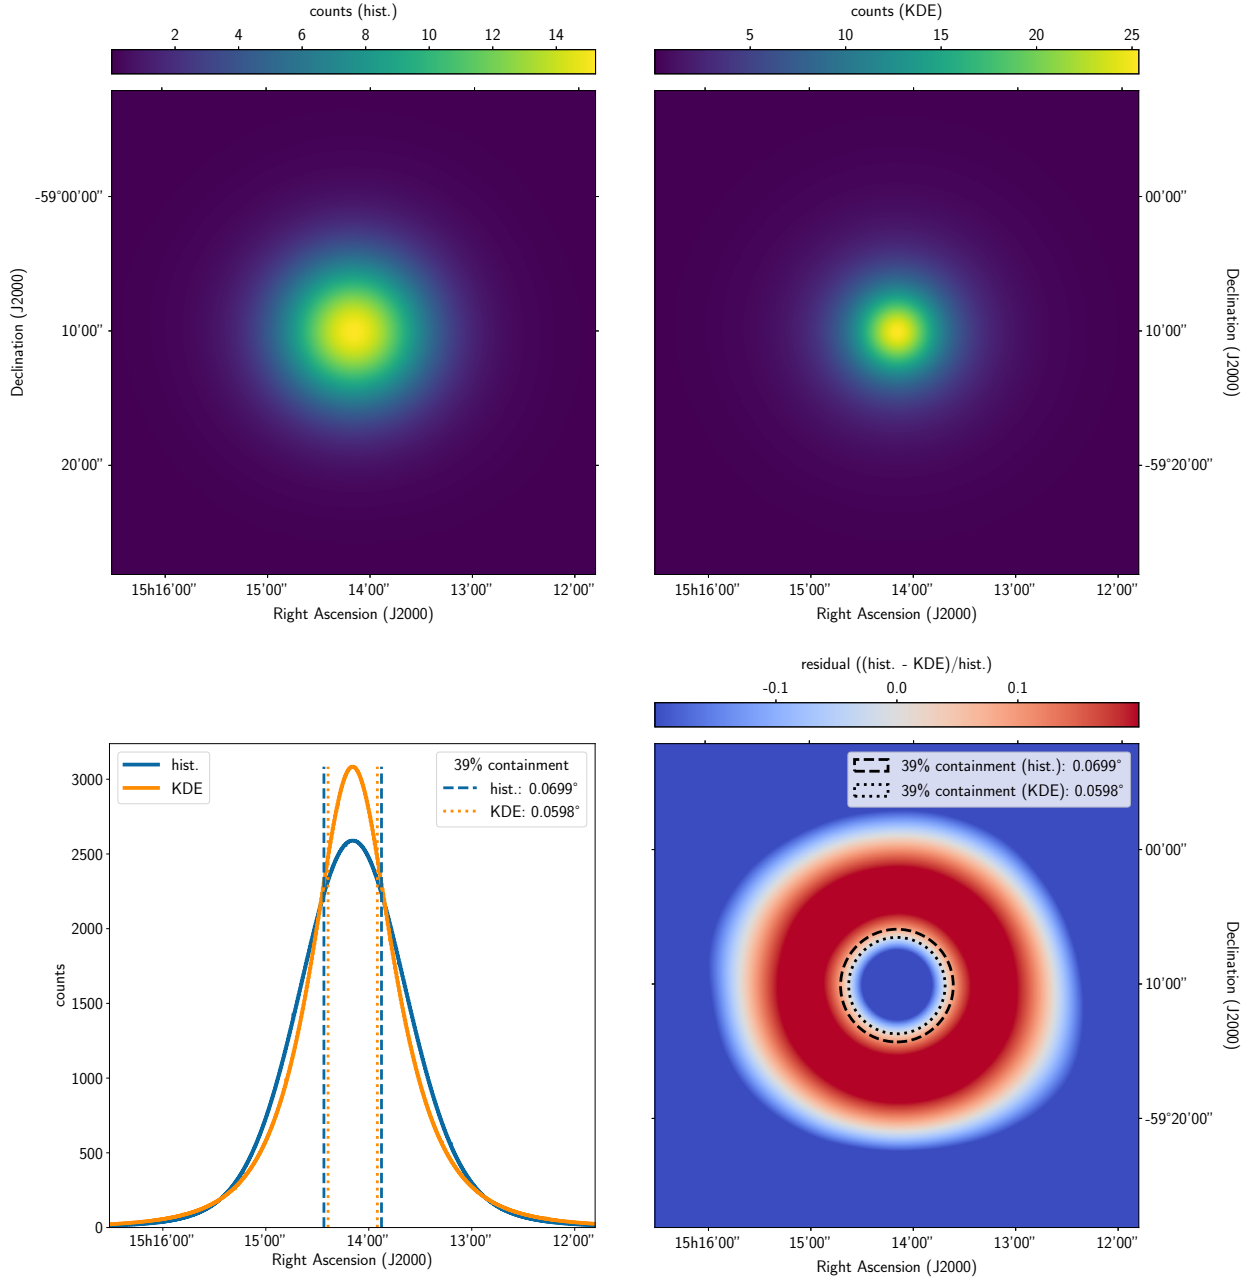 counts (hist.)
2 4 6 8 10 12 14
-59°00'00"
10'00"
20'00"
Declination (J2000)
15h16'00" 15'00" 14'00" 13'00" 12'00"
Right Ascension (J2000)
counts (KDE)
5 10 15 20 25
00'00"
10'00"
-59°20'00"
Declination (J2000)
15h16'00" 15'00" 14'00" 13'00" 12'00"
Right Ascension (J2000)
hist.
KDE
39% containment
hist.: 0.0699°
KDE: 0.0598°
3000
2500
2000
1500
1000
500
0
counts
15h16'00" 15'00" 14'00" 13'00" 12'00"
Right Ascension (J2000)
residual ((hist. - KDE)/hist.)
-0.1 0.0 0.1
39% containment (hist.): 0.0699°
39% containment (KDE): 0.0598°
00'00"
10'00"
-59°20'00"
Declination (J2000)
15h16'00" 15'00" 14'00" 13'00" 12'00"
Right Ascension (J2000)